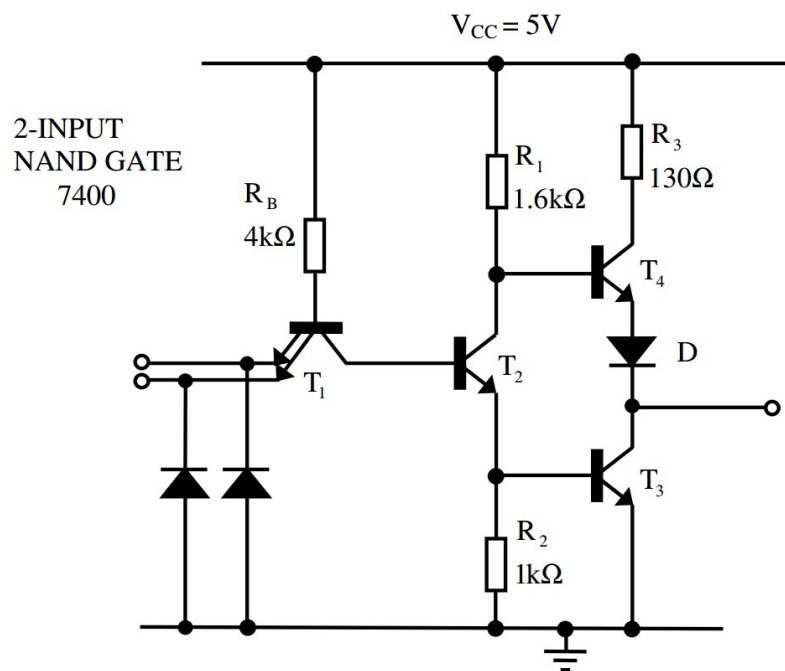 V_CC = 5V
2-INPUT
NAND GATE
7400
R_B
4kΩ
R_1
1.6kΩ
R_3
130Ω
T_4
D
T_1
T_2
T_3
R_2
1kΩ